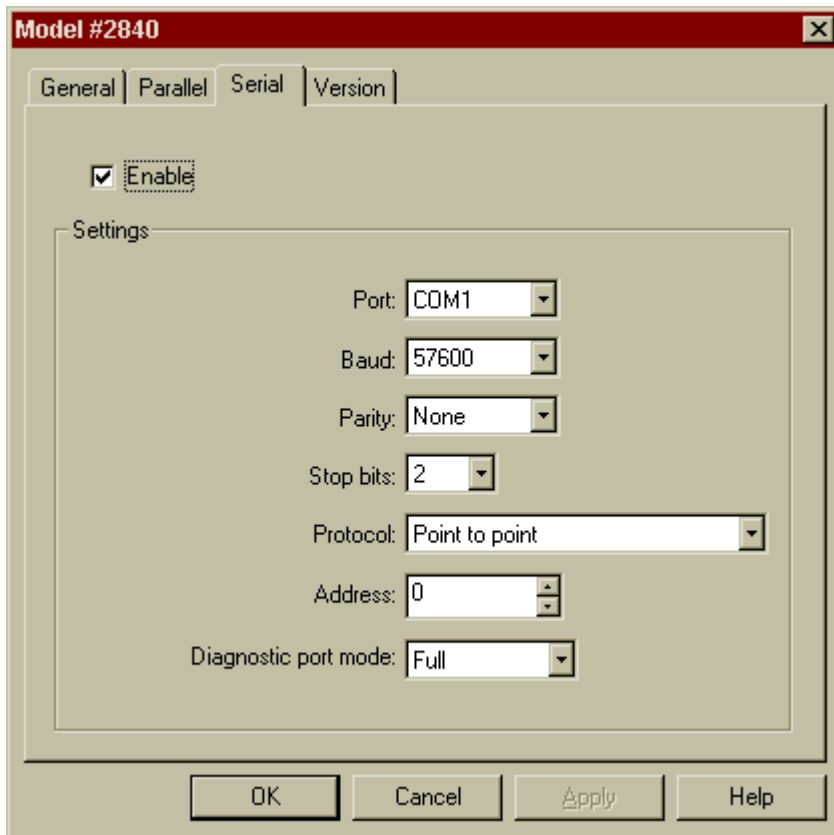 Model #2840
General Parallel Serial Version
Enable
Settings
Port: COM1
Baud: 57600
Parity: None
Stop bits: 2
Protocol: Point to point
Address: 0
Diagnostic port mode: Full
OK Cancel Apply Help